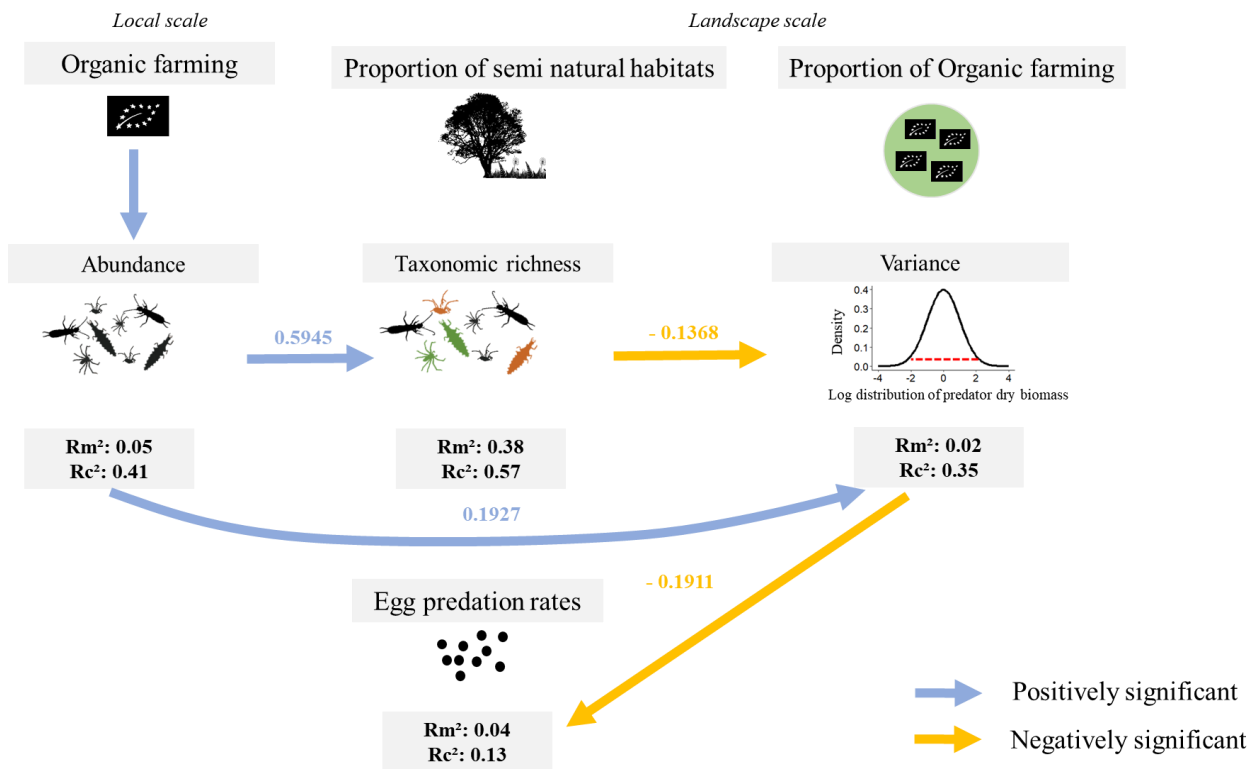 Local scale
Landscape scale
Organic farming
Proportion of semi natural habitats
Proportion of Organic farming
Abundance
Taxonomic richness
Variance
0.5945
- 0.1368
Density
0.4
0.3
0.2
0.1
0.0
-4 -2 0 2 4
Log distribution of predator dry biomass
Rm²: 0.05
Rc²: 0.41
Rm²: 0.38
Rc²: 0.57
Rm²: 0.02
Rc²: 0.35
0.1927
- 0.1911
Egg predation rates
Rm²: 0.04
Rc²: 0.13
Positively significant
Negatively significant